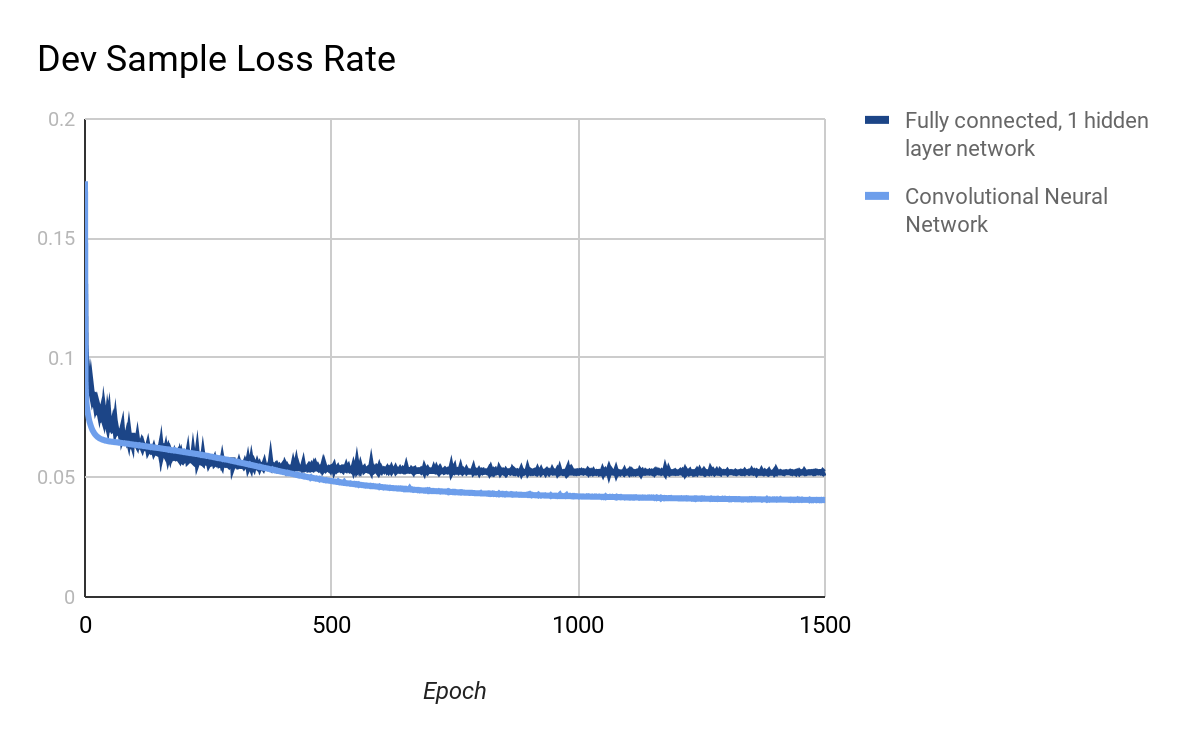 Dev Sample Loss Rate
0.2
0.15
0.1
0.05
0
0
500
1000
1500
Epoch
Fully connected, 1 hidden
layer network
Convolutional Neural
Network